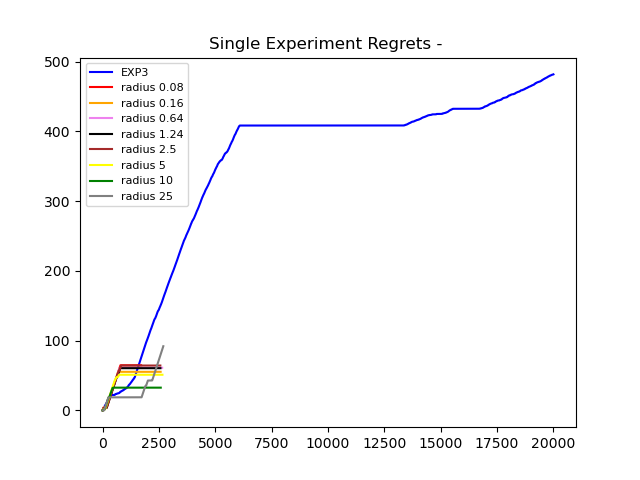 Single Experiment Regrets -
500
400
300
200
100
0
EXP3
radius 0.08
radius 0.16
radius 0.64
radius 1.24
radius 2.5
radius 5
radius 10
radius 25
0 2500 5000 7500 10000 12500 15000 17500 20000